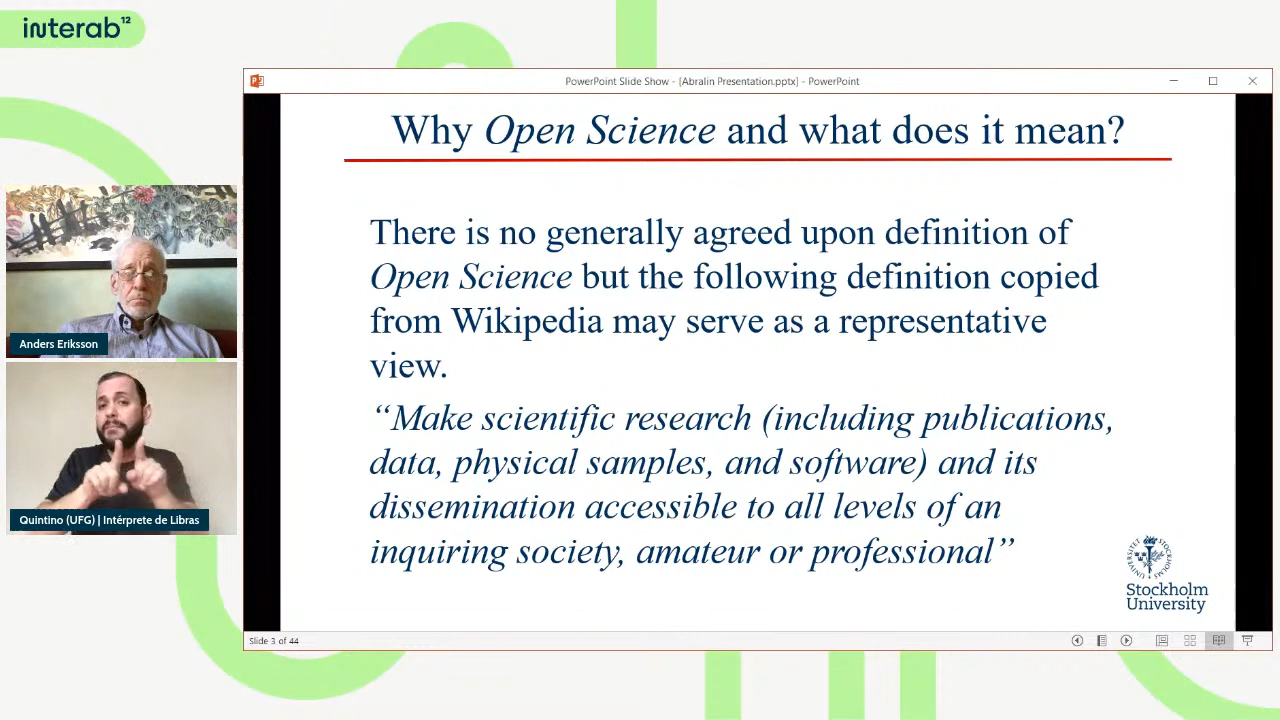 interab12
PowerPoint Slide Show - [Abralin Presentation.pptx] - PowerPoint
Why Open Science and what does it mean?
There is no generally agreed upon definition of
Open Science but the following definition copied
from Wikipedia may serve as a representative
view.
“Make scientific research (including publications,
data, physical samples, and software) and its
dissemination accessible to all levels of an
inquiring society, amateur or professional”
Anders Eriksson
Quintino (UFG) | Intérprete de Libras
Stockholm
University
Slide 3 of 44